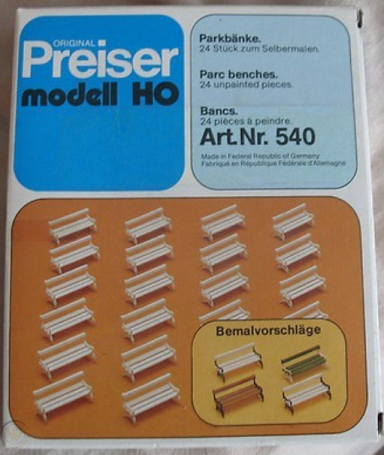 ORIGINAL
Preiser
modell HO
Parkbänke.
24 Stück zum Selbermalen.
Parc benches.
24 unpainted pieces.
Bancs.
24 pièces à peindre.
Art.Nr. 540
Made in Federal Republic of Germany
Fabriqué en République Fédérale d'Allemagne
Bemalvorschläge